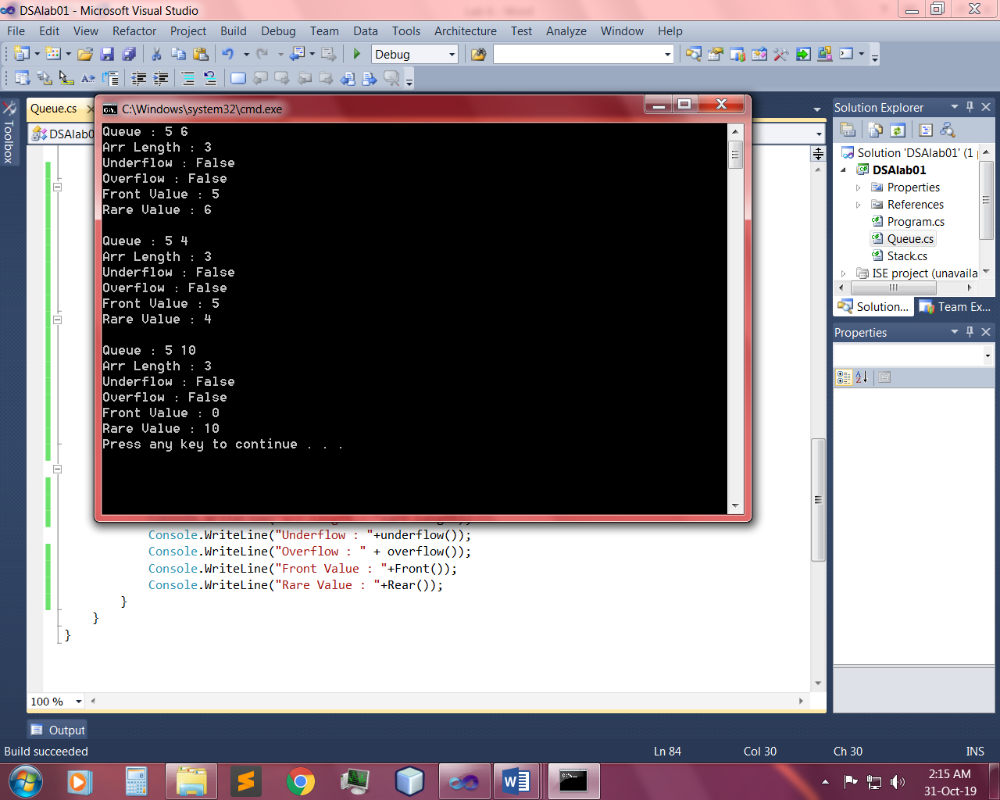 DSAlab01 - Microsoft Visual Studio
File Edit View Refactor Project Build Debug Team Data Tools Architecture Test Analyze Window Help
Debug
Queue.cs
C:\Windows\system32\cmd.exe
Toolbox
DSAlab0
Queue : 5 6
Arr Length : 3
Underflow : False
Overflow : False
Front Value : 5
Rare Value : 6
Queue : 5 4
Arr Length : 3
Underflow : False
Overflow : False
Front Value : 5
Rare Value : 4
Queue : 5 10
Arr Length : 3
Underflow : False
Overflow : False
Front Value : 0
Rare Value : 10
Press any key to continue . . .
Console.WriteLine("Underflow : "+underflow());
Console.WriteLine("Overflow : " + overflow());
Console.WriteLine("Front Value : "+Front());
Console.WriteLine("Rare Value : "+Rear());
}
}
}
100 %
Solution Explorer
Solution 'DSAlab01' (1
DSAlab01
Properties
References
Program.cs
Queue.cs
Stack.cs
ISE project (unavaila
Solution... Team Ex...
Properties
Output
Build succeeded Ln 84 Col 30 Ch 30 INS
2:15 AM
31-Oct-19